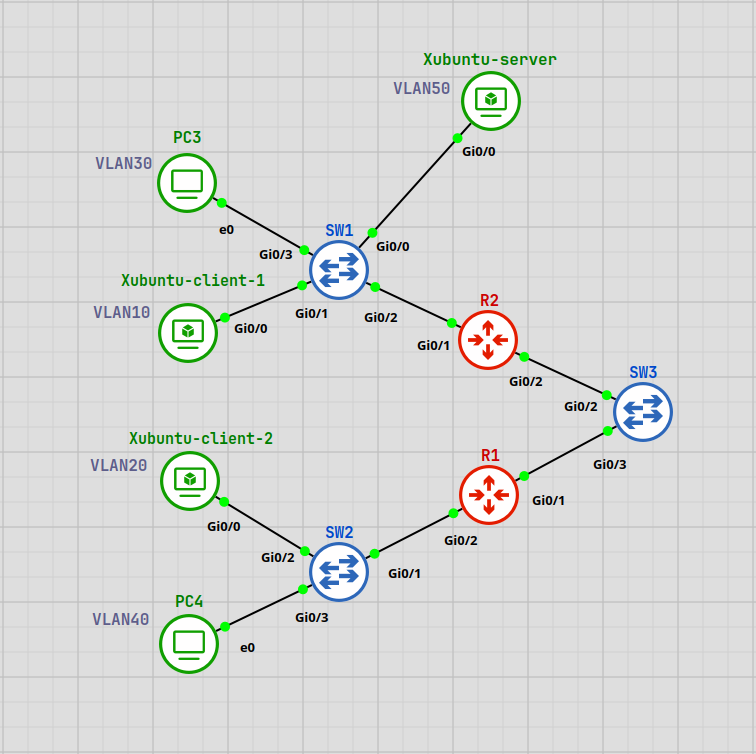 Xubuntu-server
VLAN50
Gi0/0
PC3
VLAN30
e0
Gi0/3
SW1
Gi0/0
Xubuntu-client-1
VLAN10
Gi0/0
Gi0/1
Gi0/2
R2
Gi0/1
Gi0/2
SW3
Gi0/2
Gi0/3
Xubuntu-client-2
VLAN20
Gi0/0
Gi0/2
SW2
R1
Gi0/1
Gi0/2
Gi0/1
PC4
VLAN40
Gi0/3
e0